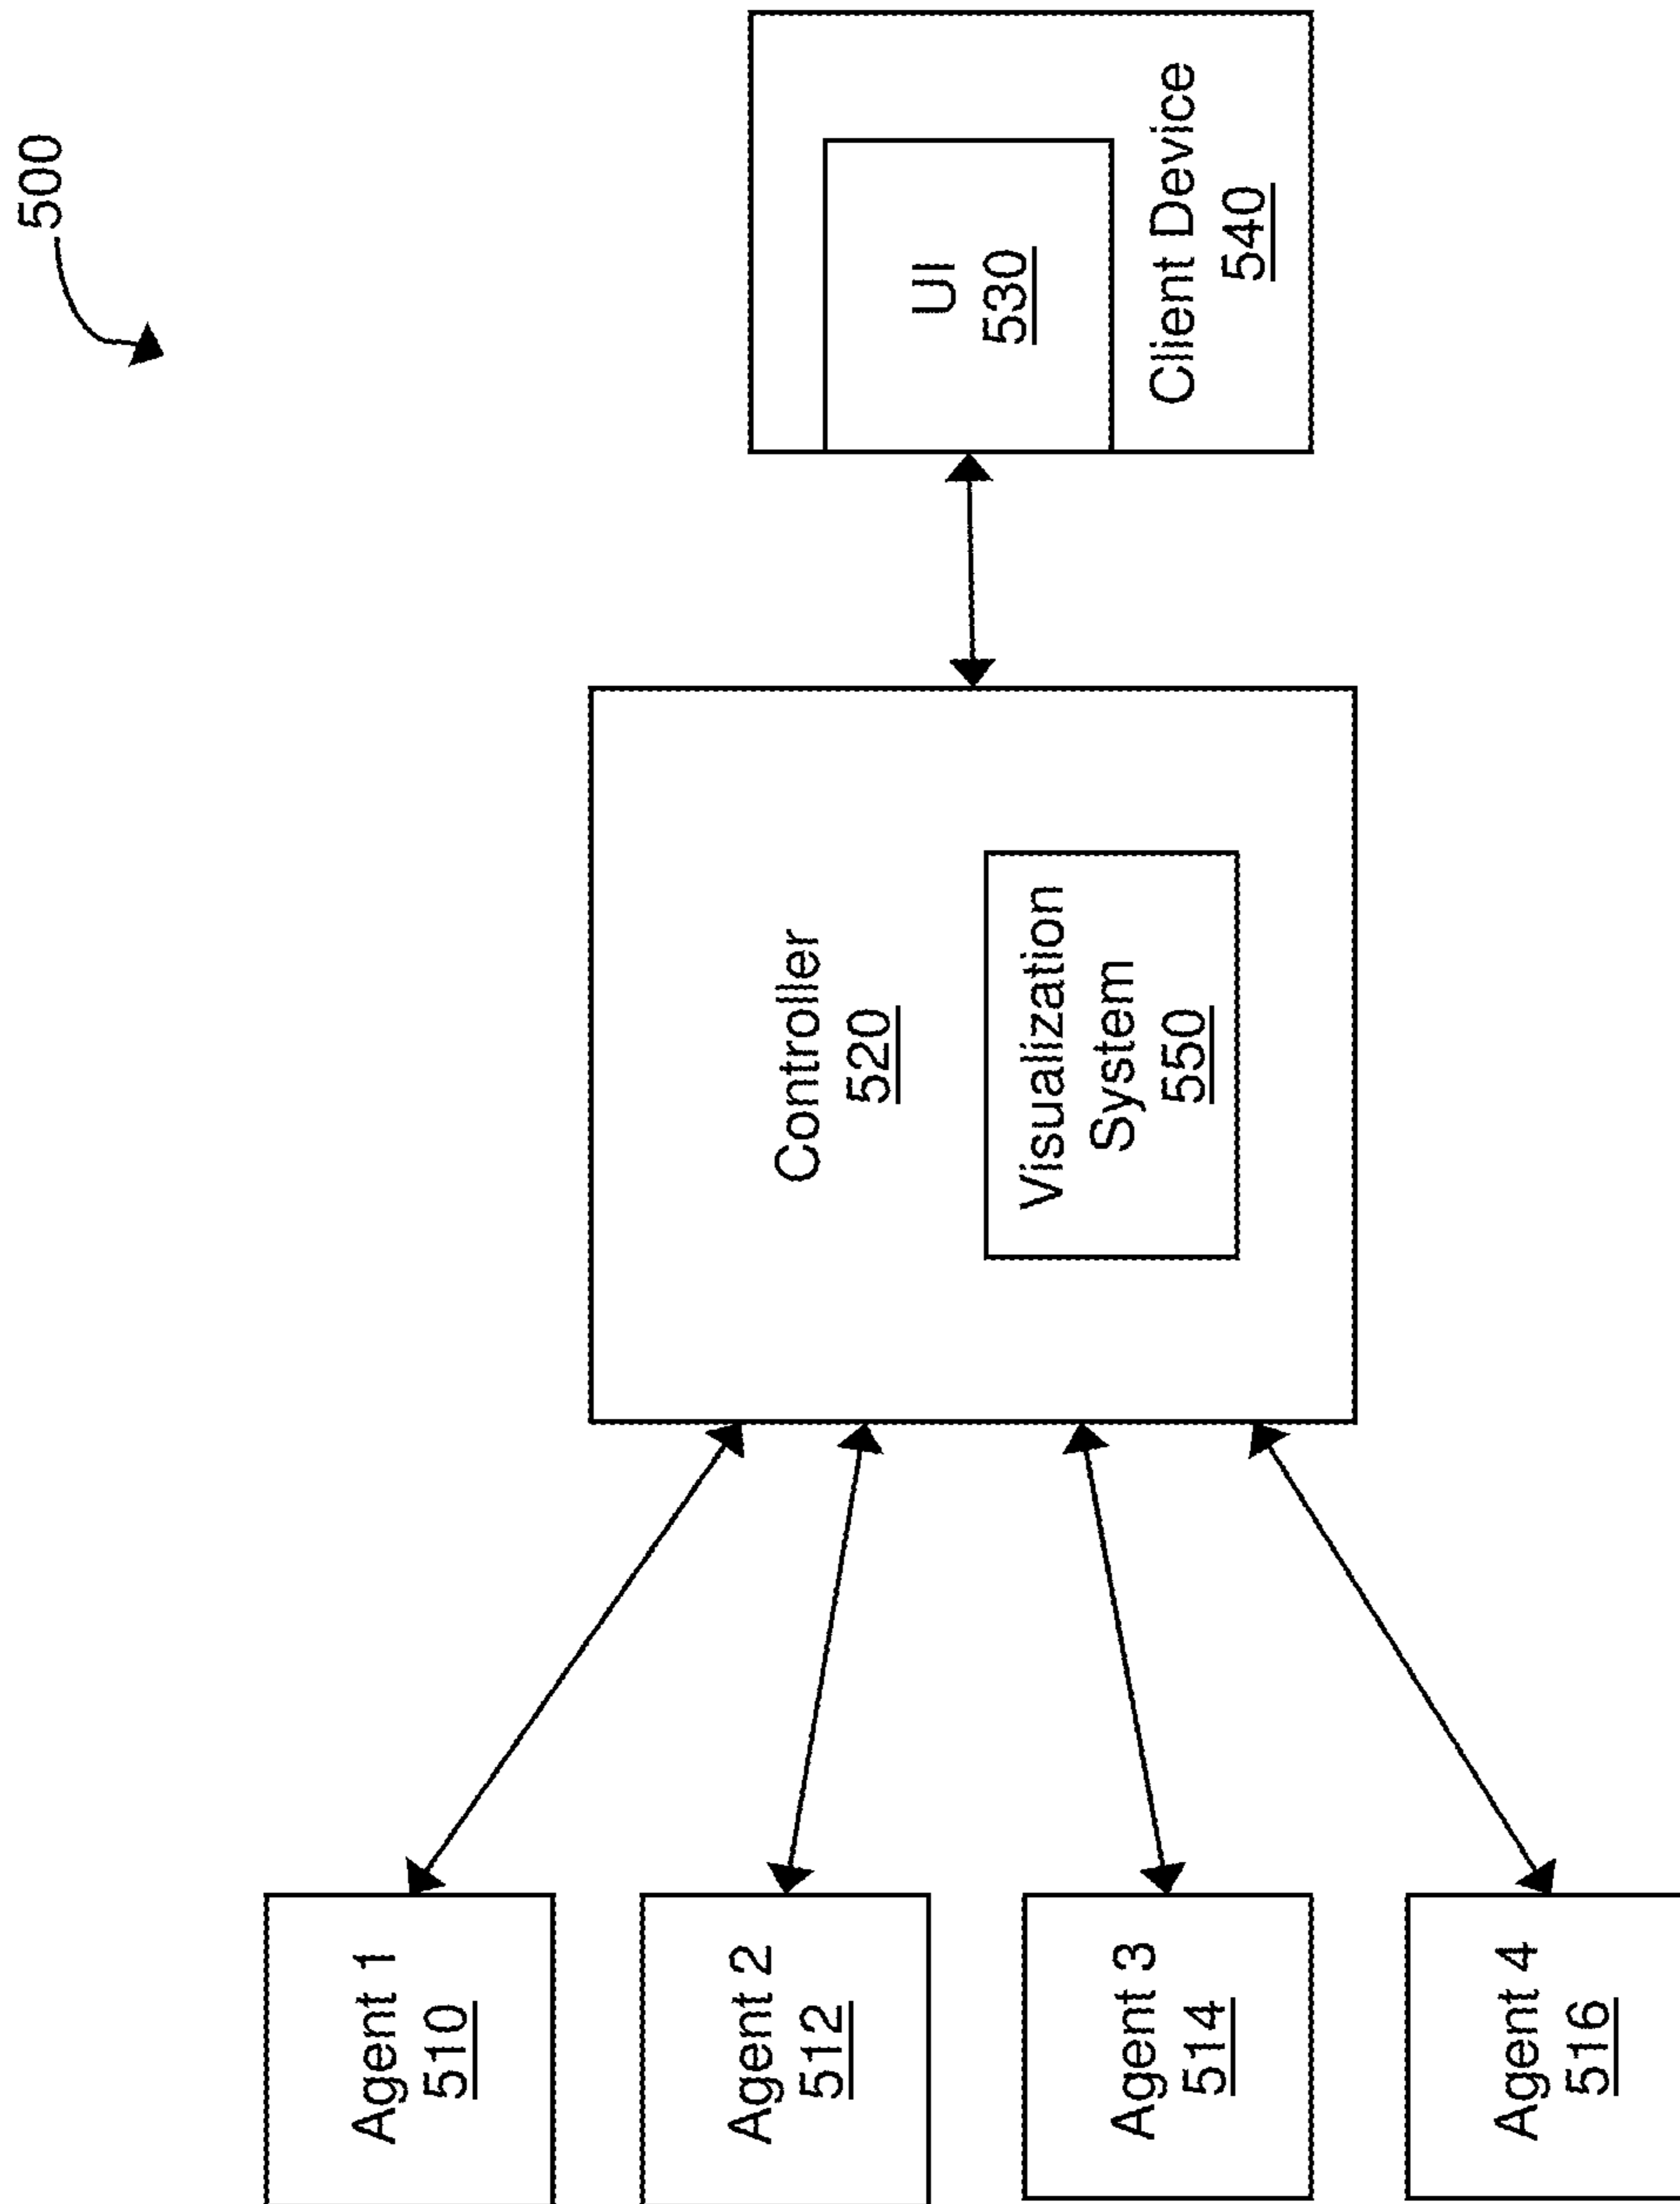 500
Agent 1
510
Agent 2
512
Agent 3
514
Agent 4
516
Controller
520
Visualization
System
550
UI
530
Client Device
540